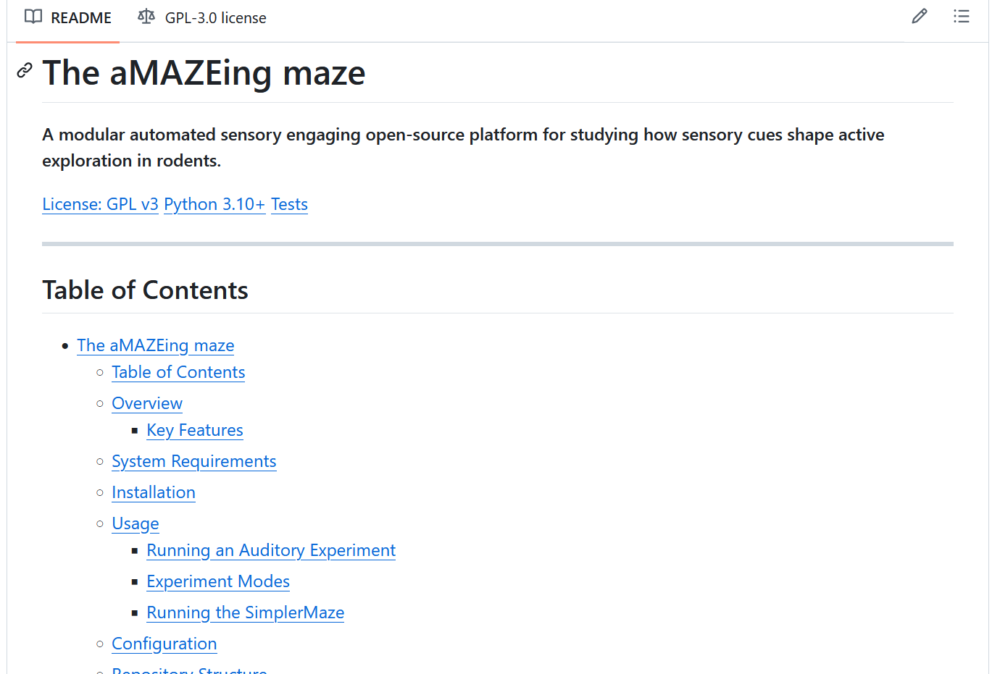 README
GPL-3.0 license
The aMAZEing maze
A modular automated sensory engaging open-source platform for studying how sensory cues shape active
exploration in rodents.
License: GPL v3 Python 3.10+ Tests
Table of Contents
The aMAZEing maze
Table of Contents
Overview
Key Features
System Requirements
Installation
Usage
Running an Auditory Experiment
Experiment Modes
Running the SimplerMaze
Configuration
Repository Structure